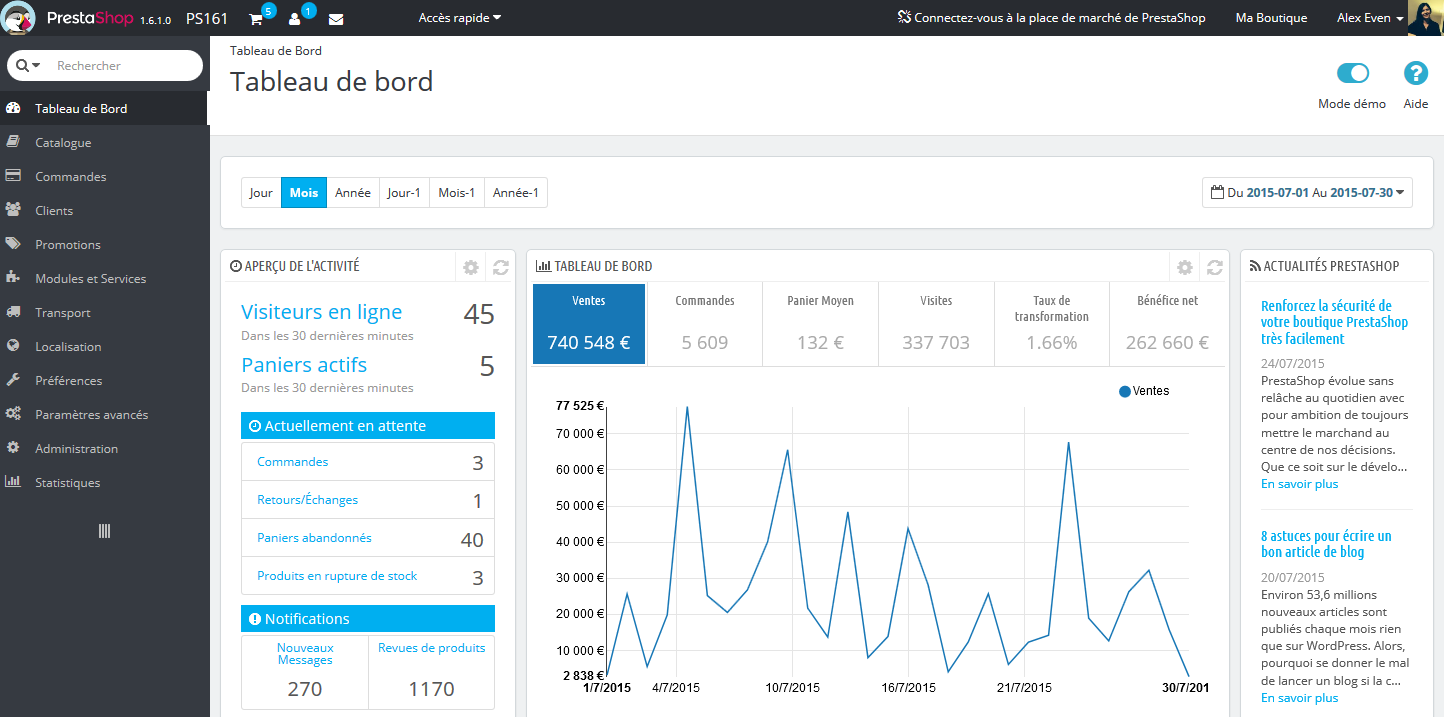 PrestaShop 1.6.1.0 PS161 5 1 Accès rapide Connectez-vous à la place de marché de PrestaShop Ma Boutique Alex Even
Rechercher
Tableau de Bord
Catalogue
Commandes
Clients
Promotions
Modules et Services
Transport
Localisation
Préférences
Paramètres avancés
Administration
Statistiques
Tableau de Bord
Tableau de bord
Mode démo
Aide
Jour Mois Année Jour-1 Mois-1 Année-1
Du 2015-07-01 Au 2015-07-30
APERÇU DE L'ACTIVITÉ
Visiteurs en ligne 45
Dans les 30 dernières minutes
Paniers actifs 5
Dans les 30 dernières minutes
Actuellement en attente
Commandes 3
Retours/Échanges 1
Paniers abandonnés 40
Produits en rupture de stock 3
Notifications
Nouveaux
Messages
270
Revues de produits
1170
TABLEAU DE BORD
Ventes
740 548 €
Commandes
5 609
Panier Moyen
132 €
Visites
337 703
Taux de
transformation
1.66%
Bénéfice net
262 660 €
Ventes
77 525 €
70 000 €
60 000 €
50 000 €
40 000 €
30 000 €
20 000 €
10 000 €
2 838 €
1/7/2015 4/7/2015 10/7/2015 16/7/2015 21/7/2015 30/7/201
ACTUALITÉS PRESTASHOP
Renforcez la sécurité de
votre boutique PrestaShop
très facilement
24/07/2015
PrestaShop évolue sans
relâche au quotidien avec
pour ambition de toujours
mettre le marchand au
centre de nos décisions.
Que ce soit sur le dévelo...
En savoir plus
8 astuces pour écrire un
bon article de blog
20/07/2015
Environ 53,6 millions
nouveaux articles sont
publiés chaque mois rien
que sur WordPress. Alors,
pourquoi se donner le mal
de lancer un blog si la c...
En savoir plus